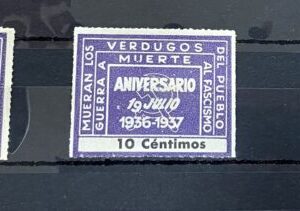 MUERAN LOS VERDUGOS DEL PUEBLO
GUERRA A MUERTE AL FASCISMO
ANIVERSARIO
19 JULIO
1936-1937
10 Céntimos